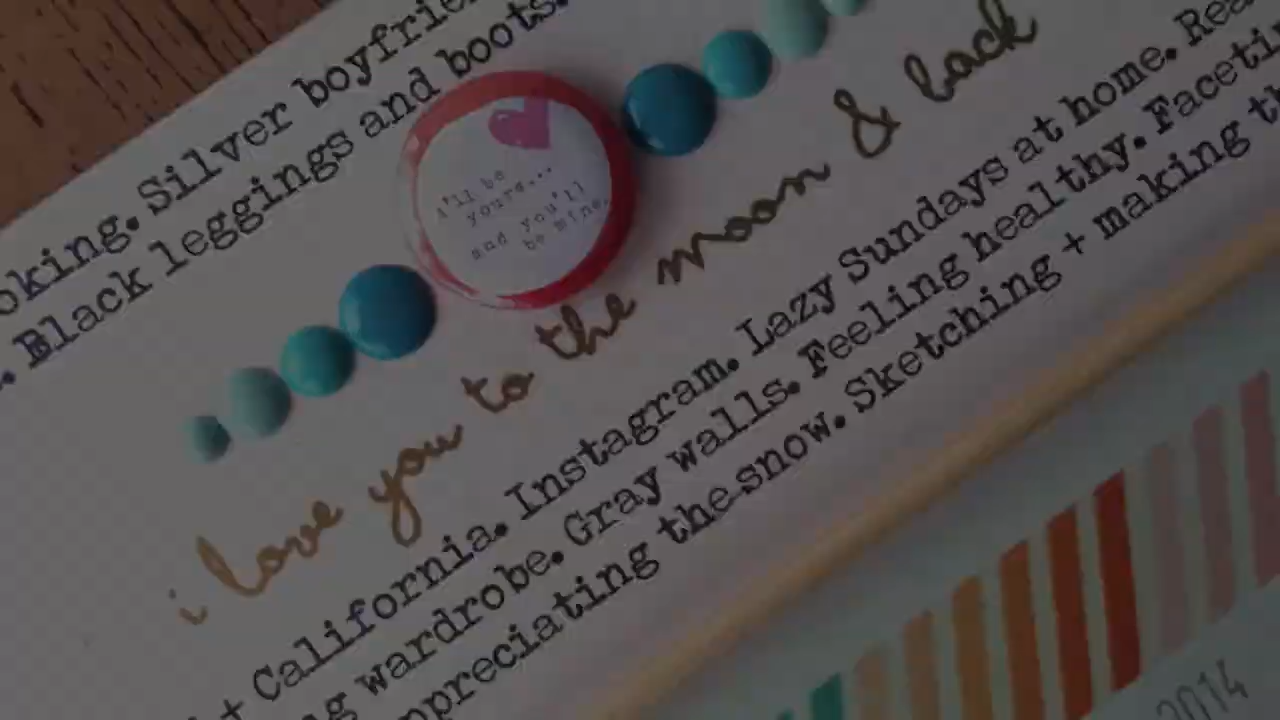 oking. Silver boyfrie
. Black leggings and boots.
I'll be
yours...
and you'll
be mine.
i love you to the moon & back
+ California. Instagram. Lazy Sundays at home. Rea
ng wardrobe. Gray walls. Feeling healthy. Faceti
ppreciating the snow. Sketching + making th
2014